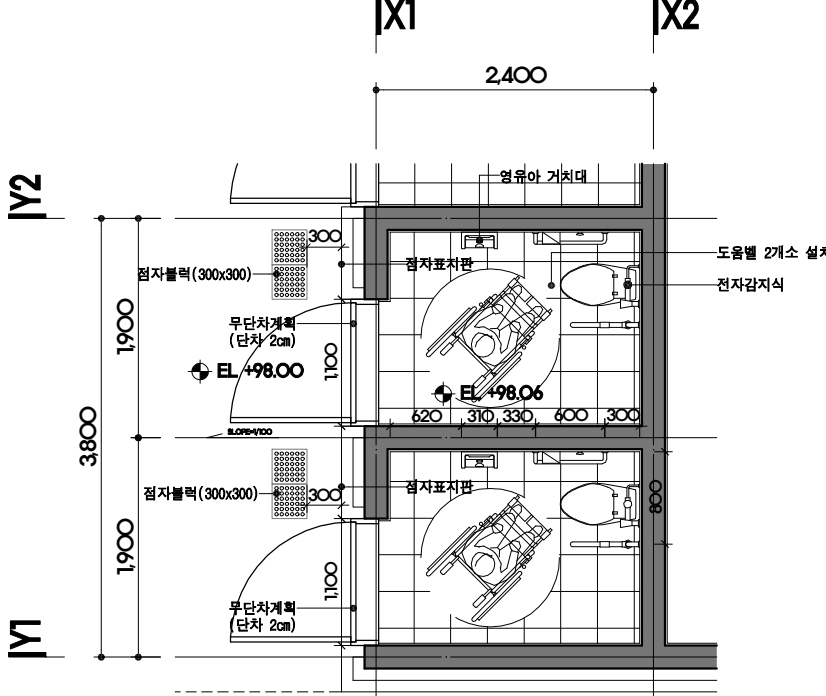 X1
X2
2,400
Y2
영유아 거치대
300
점자표지판
도움벨 2개소 설치
점자블럭(300x300)
전자감지식
무단차계획
(단차 2cm)
1,900
1,100
EL +98.00
EL +98.06
620 310 330 600 300
3,800
SLOPE=1/100
점자표지판
점자블럭(300x300)
300
800
1,900
1,100
무단차계획
(단차 2cm)
Y1